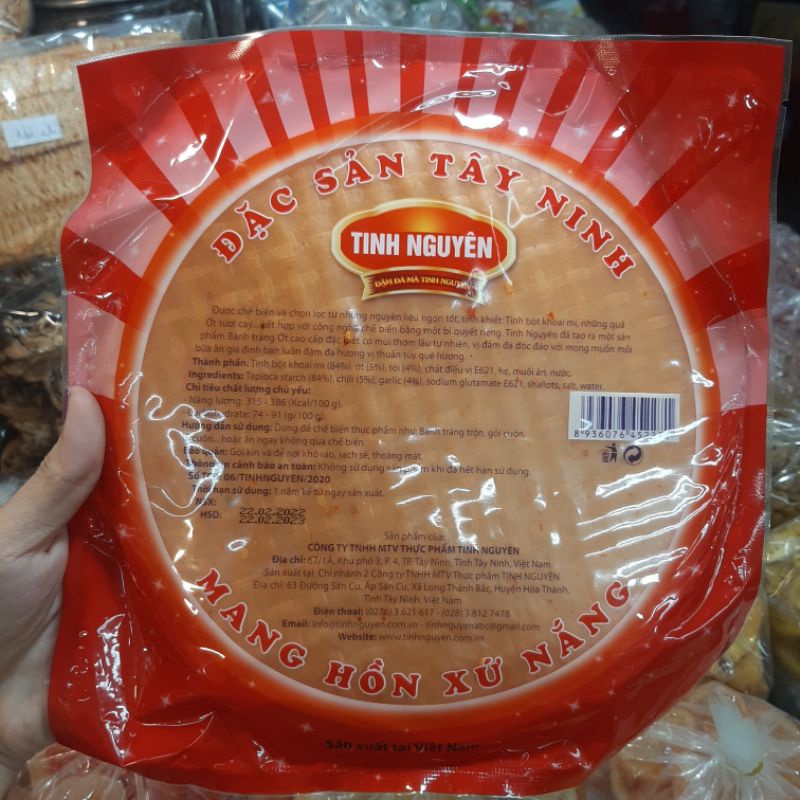 ĐẶC SẢN TÂY NINH
TINH NGUYÊN
ĐẬM ĐÀ MÀ TINH NGUYÊN
Được chế biến và chọn lọc từ những nguyên liệu ngon tốt, tinh khiết. Tinh bột khoai mì, những quả
Ớt tươi cay... kết hợp với công nghệ chế biến bằng một bí quyết riêng. Tinh Nguyên đã tạo ra một sản
phẩm Bánh tráng Ớt cao cấp đặc biệt có mùi thơm lâu tự nhiên, vị đậm đà độc đáo với mong muốn mỗi
bữa ăn gia đình bạn luôn đậm đà hương vị thuần túy quê hương.
Thành phần: Tinh bột khoai mì (84%), ớt (5%), tỏi (4%), chất điều vị E621, hẹ, muối ăn, nước.
Ingredients: Tapioca starch (84%), chili (5%), garlic (4%), sodium glutamate E621, shallots, salt, water.
Chỉ tiêu chất lượng chủ yếu:
- Năng lượng: 315 - 386 (Kcal/100 g).
- Carbohydrate: 74 - 91 (g/100 g).
Hướng dẫn sử dụng: Dùng để chế biến thực phẩm như: Bánh tráng trộn, gỏi cuốn,
cuốn... hoặc ăn ngay không qua chế biến.
Bảo quản: Gói kín và để nơi khô ráo, sạch sẽ, thoáng mát.
Thông tin cảnh báo an toàn: Không sử dụng sản phẩm khi đã hết hạn sử dụng.
Số TCB: 06/TINHNGUYEN/2020
Thời hạn sử dụng: 1 năm kể từ ngày sản xuất.
NSX: 22.02.2022
HSD: 22.02.2023
8 936076 452
Sản phẩm của:
CÔNG TY TNHH MTV THỰC PHẨM TINH NGUYÊN
Địa chỉ: 67/1A, Khu phố 3, P. 4, TP. Tây Ninh, Tỉnh Tây Ninh, Việt Nam.
Sản xuất tại: Chi nhánh 2 Công ty TNHH MTV Thực phẩm TINH NGUYÊN
Địa chỉ: 63 Đường Sân Cu, Ấp Sân Cu, Xã Long Thành Bắc, Huyện Hòa Thành,
Tỉnh Tây Ninh, Việt Nam
Điện thoại: (0276) 3.621 617 - (028) 3.812 7478
Email: info@tinhnguyen.com.vn - tinhnguyenabc@gmail.com
Website: www.tinhnguyen.com.vn
MANG HỒN XỨ NẮNG
Sản xuất tại Việt Nam